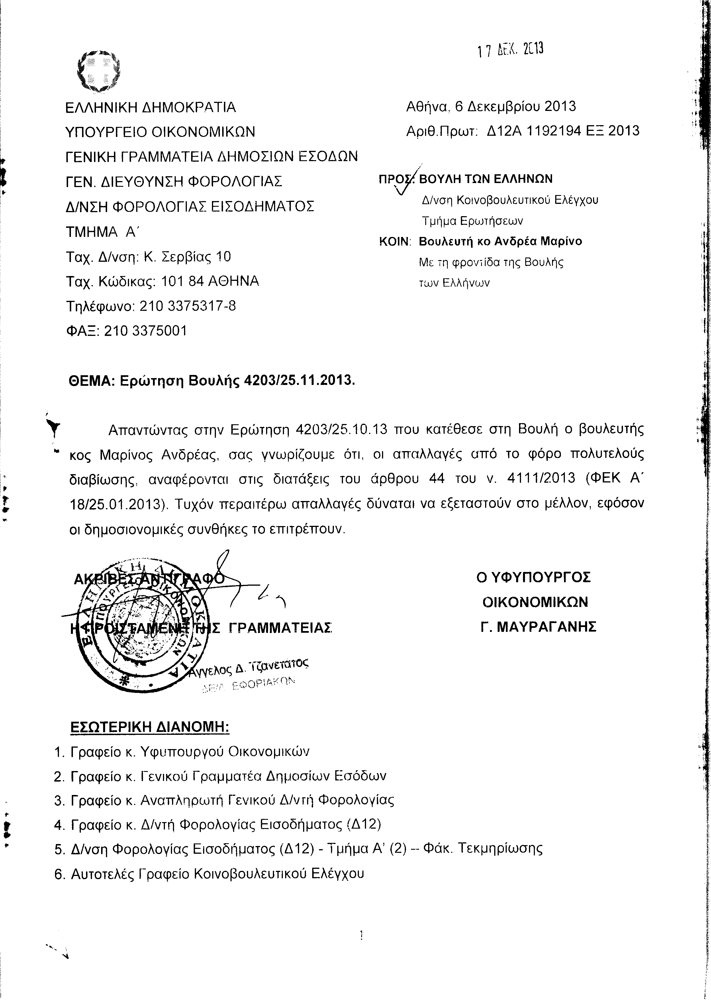 17 ΔΕΚ. 2013
ΕΛΛΗΝΙΚΗ ΔΗΜΟΚΡΑΤΙΑ
ΥΠΟΥΡΓΕΙΟ ΟΙΚΟΝΟΜΙΚΩΝ
ΓΕΝΙΚΗ ΓΡΑΜΜΑΤΕΙΑ ΔΗΜΟΣΙΩΝ ΕΣΟΔΩΝ
ΓΕΝ. ΔΙΕΥΘΥΝΣΗ ΦΟΡΟΛΟΓΙΑΣ
Δ/ΝΣΗ ΦΟΡΟΛΟΓΙΑΣ ΕΙΣΟΔΗΜΑΤΟΣ
ΤΜΗΜΑ Α΄
Ταχ. Δ/νση: Κ. Σερβίας 10
Ταχ. Κώδικας: 101 84 ΑΘΗΝΑ
Τηλέφωνο: 210 3375317-8
ΦΑΞ: 210 3375001
Αθήνα, 6 Δεκεμβρίου 2013
Αριθ.Πρωτ: Δ12Α 1192194 ΕΞ 2013
ΠΡΟΣ: ΒΟΥΛΗ ΤΩΝ ΕΛΛΗΝΩΝ
Δ/νση Κοινοβουλευτικού Ελέγχου
Τμήμα Ερωτήσεων
ΚΟΙΝ: Βουλευτή κο Ανδρέα Μαρίνο
Με τη φροντίδα της Βουλής
των Ελλήνων
ΘΕΜΑ: Ερώτηση Βουλής 4203/25.11.2013.
Απαντώντας στην Ερώτηση 4203/25.10.13 που κατέθεσε στη Βουλή ο βουλευτής
κος Μαρίνος Ανδρέας, σας γνωρίζουμε ότι, οι απαλλαγές από το φόρο πολυτελούς
διαβίωσης, αναφέρονται στις διατάξεις του άρθρου 44 του ν. 4111/2013 (ΦΕΚ Α΄
18/25.01.2013). Τυχόν περαιτέρω απαλλαγές δύναται να εξεταστούν στο μέλλον, εφόσον
οι δημοσιονομικές συνθήκες το επιτρέπουν.
ΑΚΡΙΒΕΣ ΑΝΤΙΓΡΑΦΟ
Η ΠΡΟΙΣΤΑΜΕΝΗ ΤΗΣ ΓΡΑΜΜΑΤΕΙΑΣ
ΕΛΛΗΝΙΚΗ ΔΗΜΟΚΡΑΤΙΑ
ΥΠΟΥΡΓΕΙΟ ΟΙΚΟΝΟΜΙΚΩΝ
Άγγελος Δ. Τζανετάτος
ΔΕ/Λ ΕΦΟΡΙΑΚΩΝ
Ο ΥΦΥΠΟΥΡΓΟΣ
ΟΙΚΟΝΟΜΙΚΩΝ
Γ. ΜΑΥΡΑΓΑΝΗΣ
ΕΣΩΤΕΡΙΚΗ ΔΙΑΝΟΜΗ:
1. Γραφείο κ. Υφυπουργού Οικονομικών
2. Γραφείο κ. Γενικού Γραμματέα Δημοσίων Εσόδων
3. Γραφείο κ. Αναπληρωτή Γενικού Δ/ντή Φορολογίας
4. Γραφείο κ. Δ/ντή Φορολογίας Εισοδήματος (Δ12)
5. Δ/νση Φορολογίας Εισοδήματος (Δ12) - Τμήμα Α’ (2) – Φάκ. Τεκμηρίωσης
6. Αυτοτελές Γραφείο Κοινοβουλευτικού Ελέγχου
1